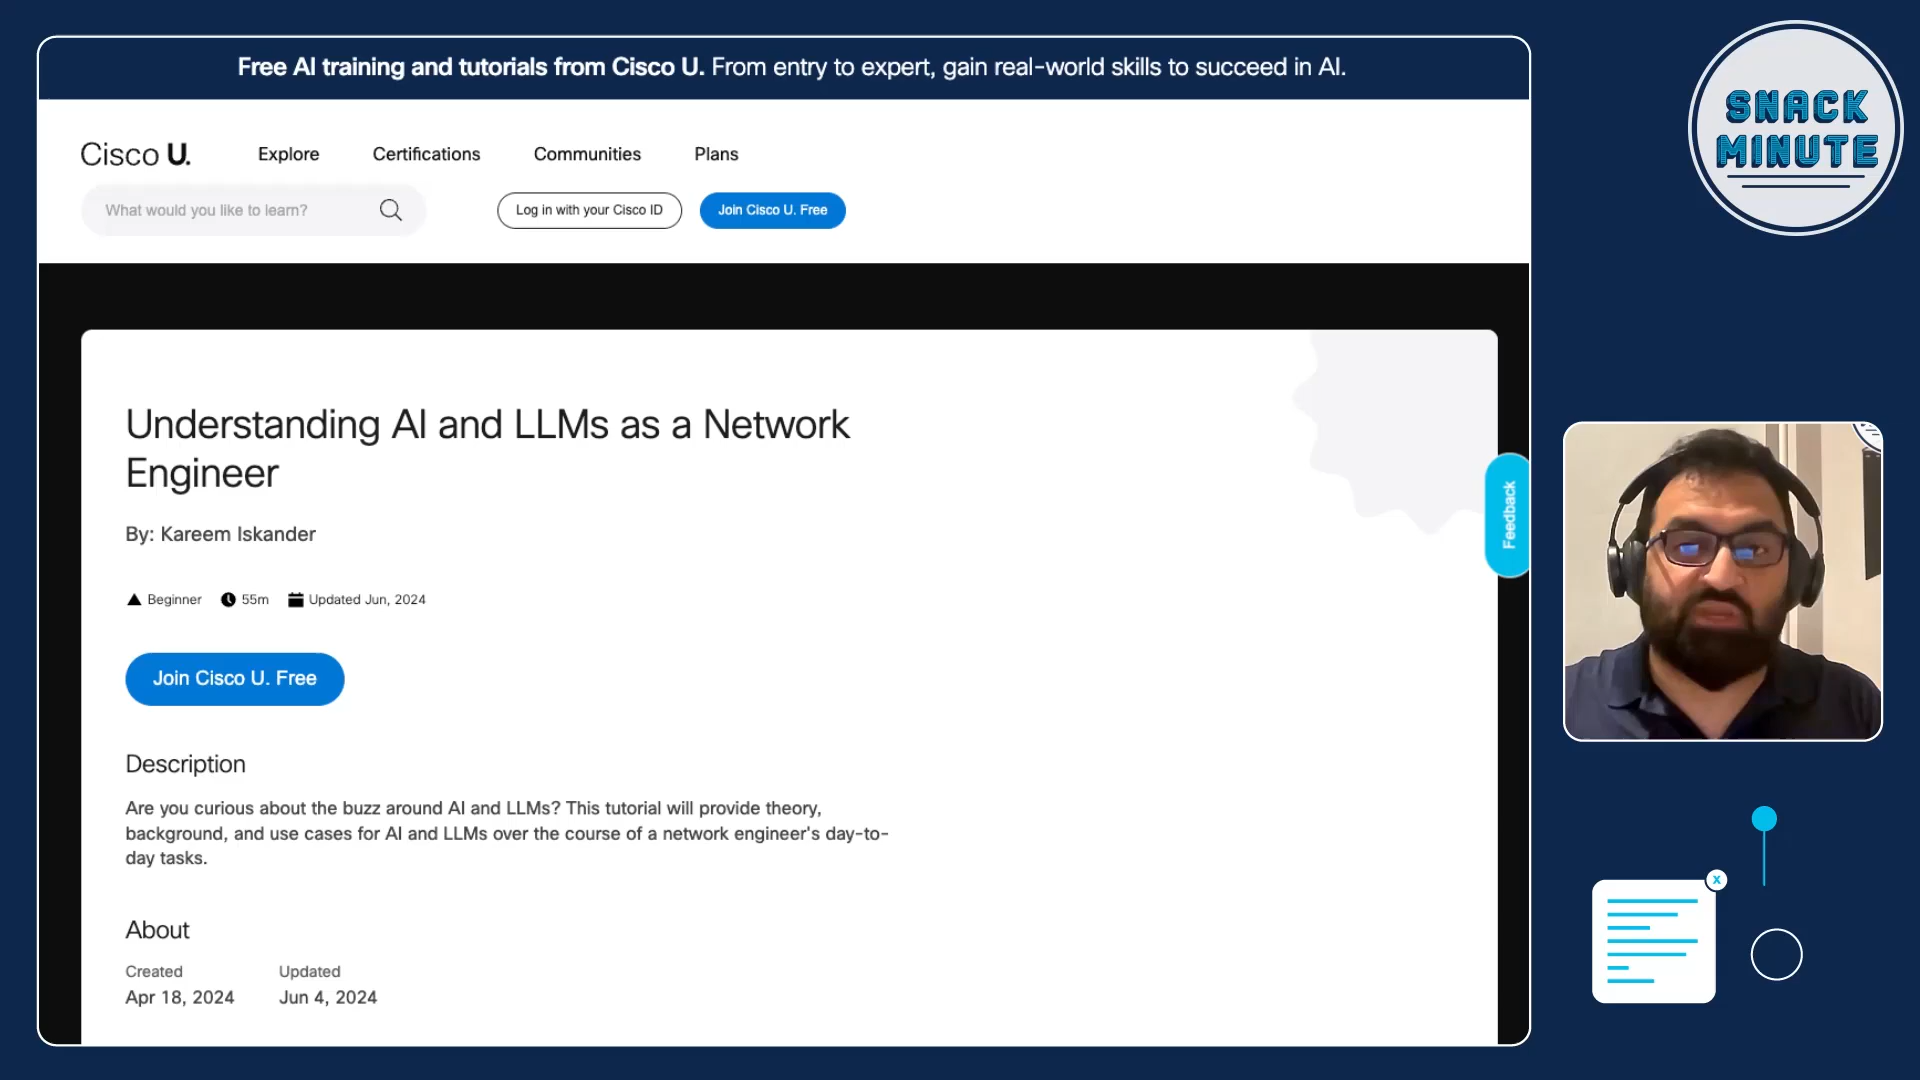 Free AI training and tutorials from Cisco U. From entry to expert, gain real-world skills to succeed in AI.
SNACK
MINUTE
Cisco U.
Explore
Certifications
Communities
Plans
What would you like to learn?
Log in with your Cisco ID
Join Cisco U. Free
Understanding AI and LLMs as a Network
Engineer
By: Kareem Iskander
Feedback
Beginner
55m
Updated Jun, 2024
Join Cisco U. Free
Description
Are you curious about the buzz around AI and LLMs? This tutorial will provide theory,
background, and use cases for AI and LLMs over the course of a network engineer's day-to-
day tasks.
About
Created
Updated
Apr 18, 2024
Jun 4, 2024
x